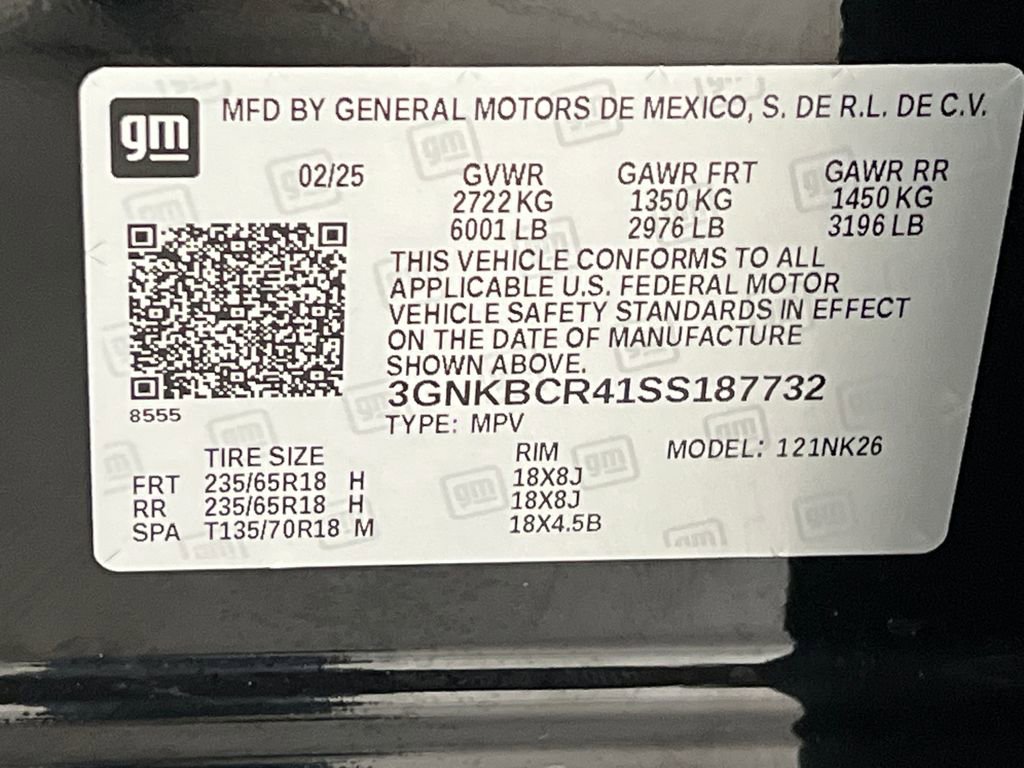 gm MFD BY GENERAL MOTORS DE MEXICO, S. DE R.L. DE C.V.
02/25 GVWR GAWR FRT GAWR RR
2722 KG 1350 KG 1450 KG
6001 LB 2976 LB 3196 LB
THIS VEHICLE CONFORMS TO ALL
APPLICABLE U.S. FEDERAL MOTOR
VEHICLE SAFETY STANDARDS IN EFFECT
ON THE DATE OF MANUFACTURE
SHOWN ABOVE.
3GNKBCR41SS187732
8555
TYPE: MPV
TIRE SIZE RIM MODEL: 121NK26
FRT 235/65R18 H 18X8J
RR 235/65R18 H 18X8J
SPA T135/70R18 M 18X4.5B